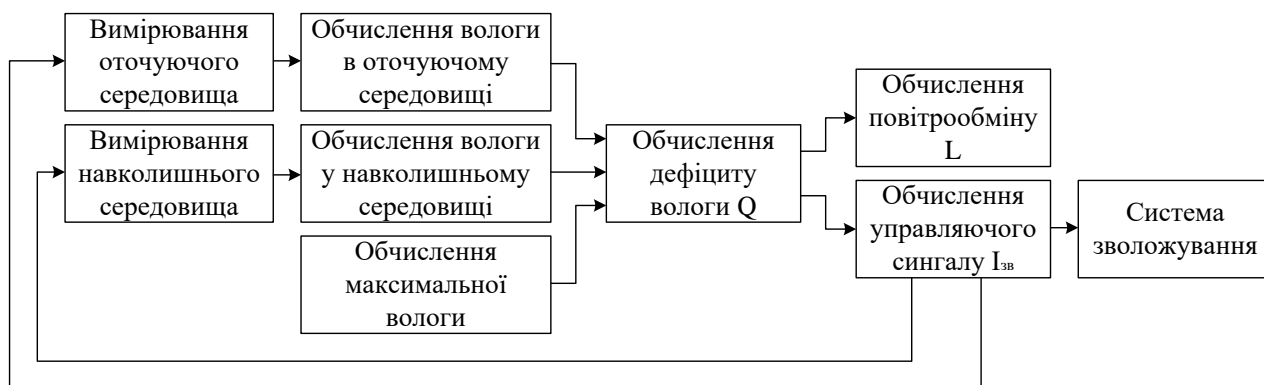 Вимірювання
оточуючого
середовища
Обчислення вологи
в оточуючому
середовищі
Вимірювання
навколишнього
середовища
Обчислення вологи
у навколишньому
середовищі
Обчислення
максимальної
вологи
Обчислення
дефіциту
вологи Q
Обчислення
повітрообміну
L
Обчислення
управляючого
сингалу Iзв
Система
зволожування